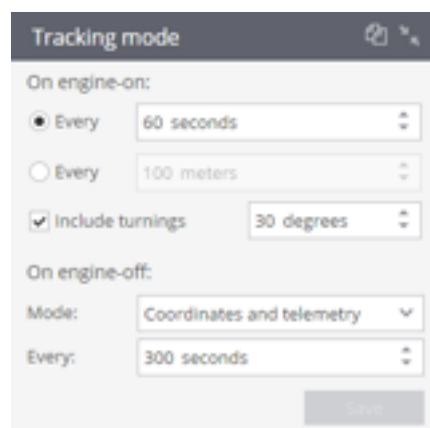 Tracking mode
On engine-on:
Every 60 seconds
Every 100 meters
Include turnings 30 degrees
On engine-off:
Mode: Coordinates and telemetry
Every: 300 seconds
Save